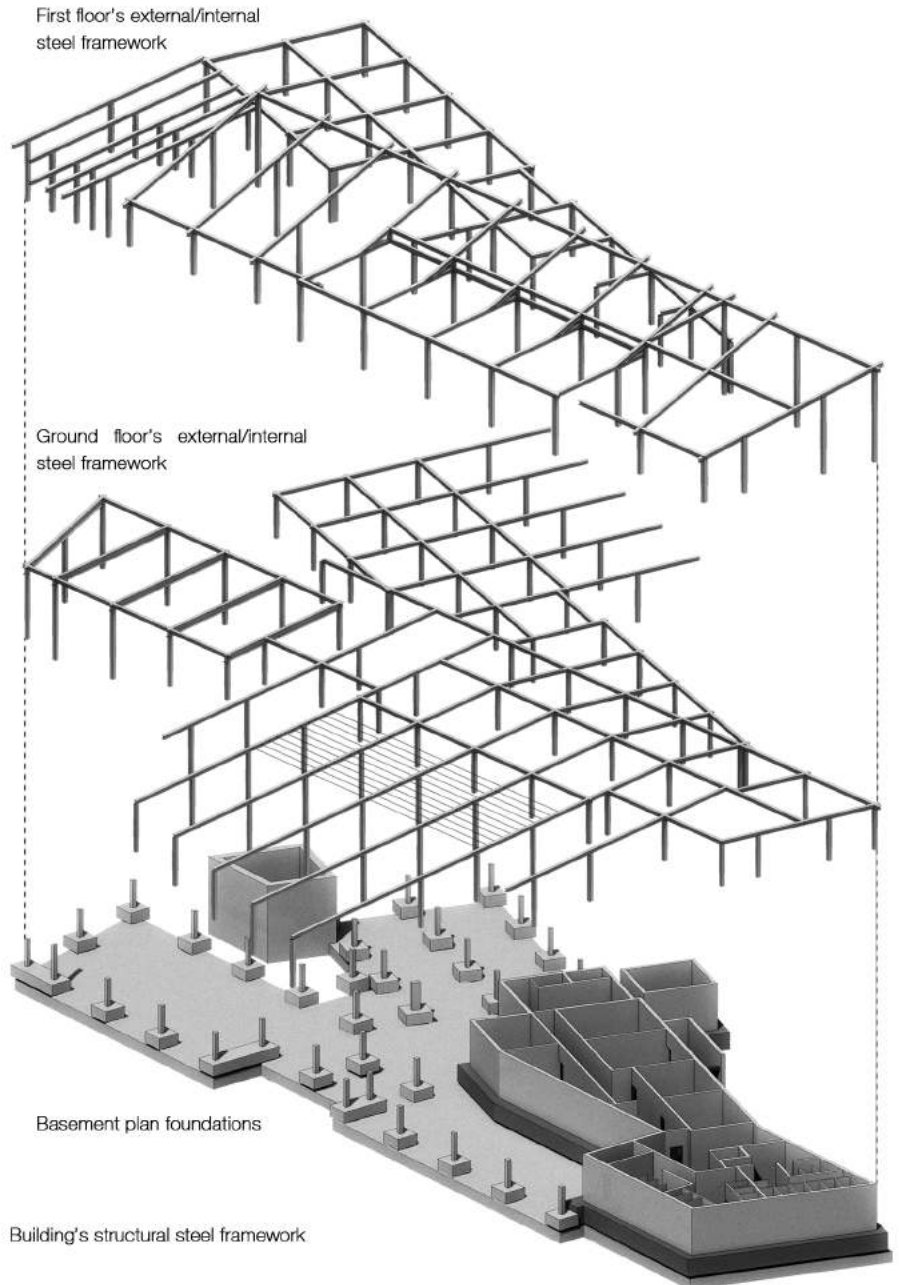 First floor's external/internal
steel framework
Ground floor's external/internal
steel framework
Basement plan foundations
Building's structural steel framework